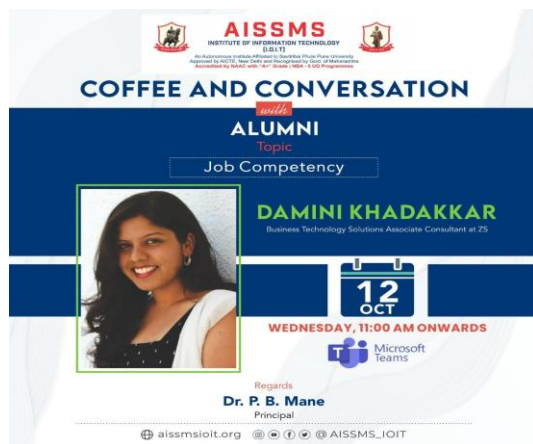 AISSMS
INSTITUTE OF INFORMATION TECHNOLOGY
(I.O.I.T)
An Autonomous Institute Affiliated to Savitribai Phule Pune University
Approved by AICTE, New Delhi and Recognised by Govt. of Maharashtra
Accredited by NAAC with "A+" Grade | NBA - 5 UG Programmes
COFFEE AND CONVERSATION
with
ALUMNI
Topic
Job Competency
DAMINI KHADAKKAR
Business Technology Solutions Associate Consultant at ZS
12
OCT
WEDNESDAY, 11:00 AM ONWARDS
Microsoft
Teams
Regards
Dr. P. B. Mane
Principal
aissmsioit.org @ AISSMS_IOIT